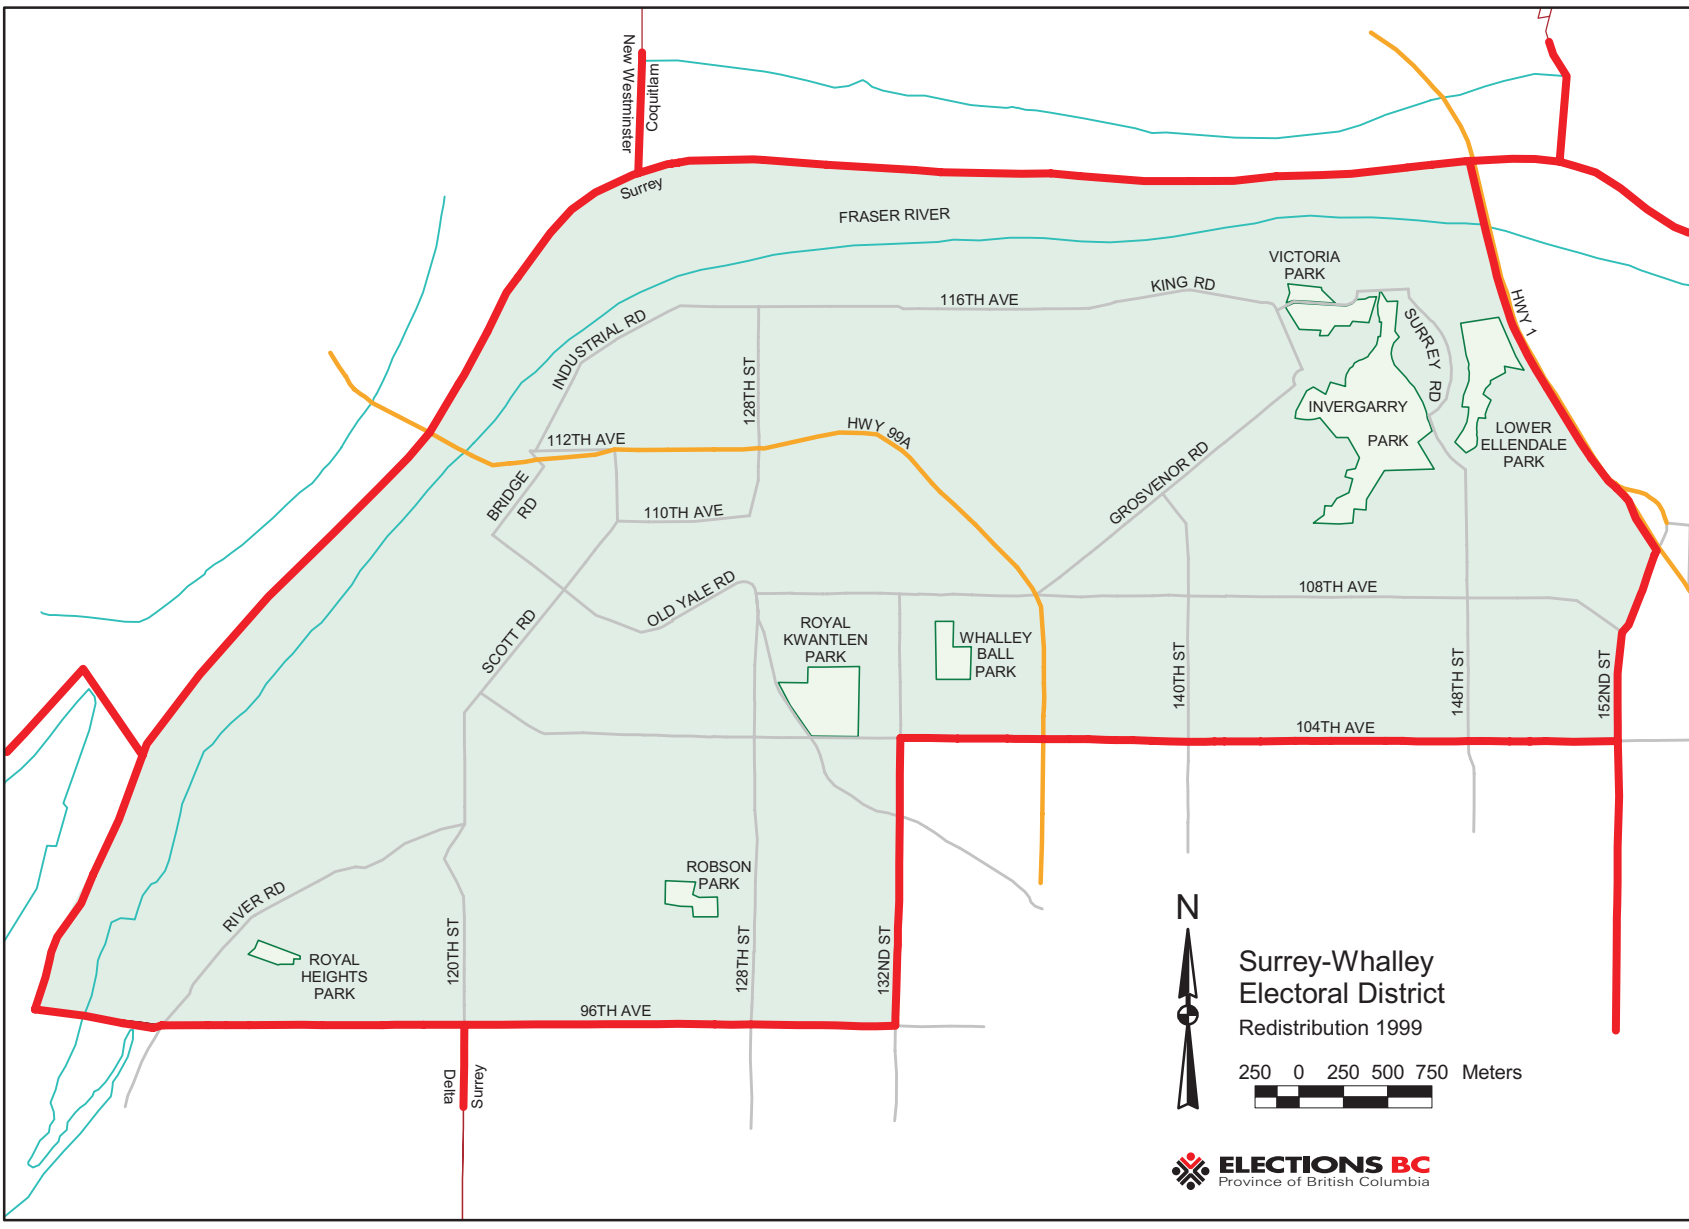 New Westminster
Coquitlam
Surrey
FRASER RIVER
VICTORIA
PARK
KING RD
116TH AVE
HWY 1
INDUSTRIAL RD
SURREY RD
128TH ST
INVERGARRY
PARK
HWY 99A
112TH AVE
LOWER
ELLENDALE
PARK
BRIDGE
RD
110TH AVE
GROSVENOR RD
108TH AVE
OLD YALE RD
SCOTT RD
ROYAL
KWANTLEN
PARK
WHALLEY
BALL
PARK
140TH ST
148TH ST
152ND ST
104TH AVE
ROBSON
PARK
RIVER RD
ROYAL
HEIGHTS
PARK
120TH ST
128TH ST
132ND ST
96TH AVE
Delta
Surrey
N
Surrey-Whalley
Electoral District
Redistribution 1999
250 0 250 500 750 Meters
ELECTIONS BC
Province of British Columbia